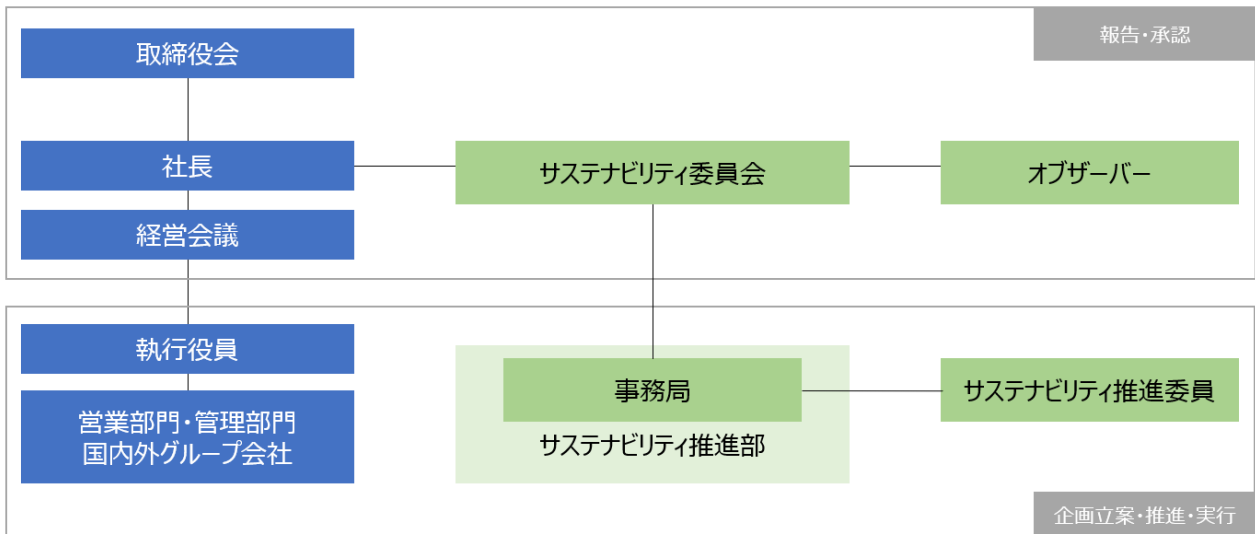 取締役会
報告・承認
社長
サステナビリティ委員会
オブザーバー
経営会議
執行役員
事務局
サステナビリティ推進委員
営業部門・管理部門
国内外グループ会社
サステナビリティ推進部
企画立案・推進・実行